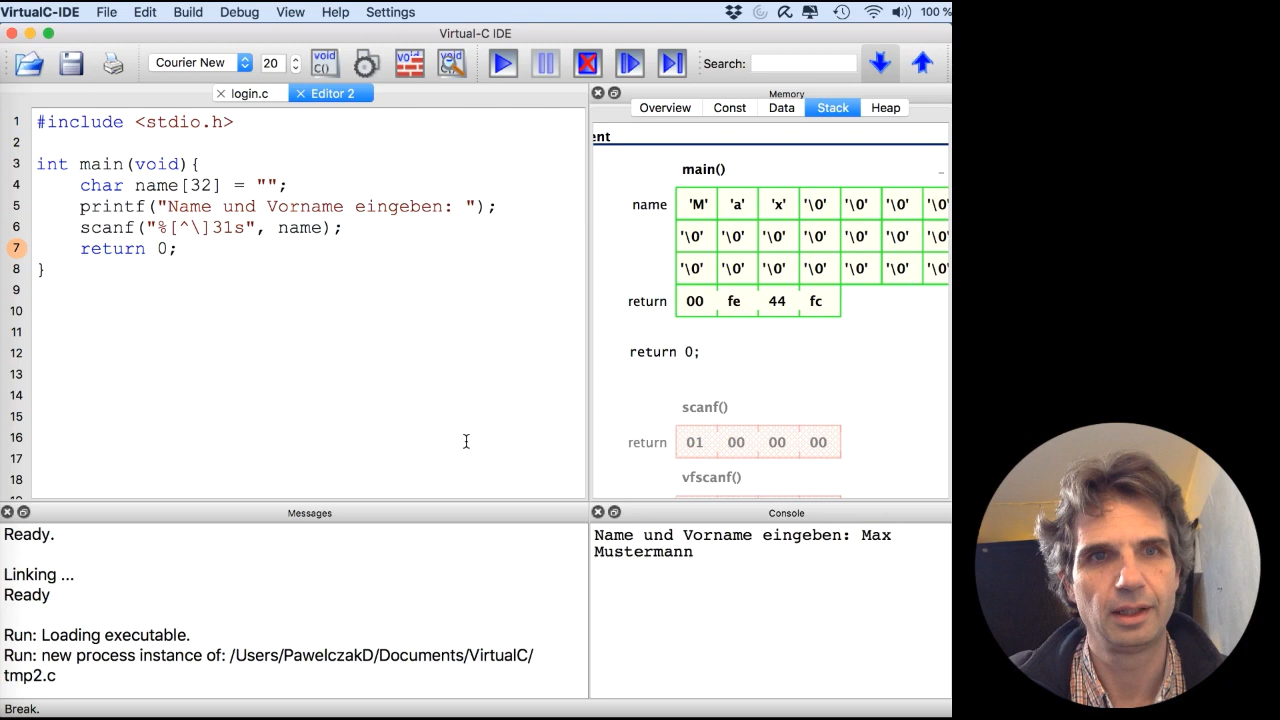 VirtualC-IDE File Edit Build Debug View Help Settings 100 %
Virtual-C IDE
Courier New 20 void C() Search:
login.c Editor 2
1 #include <stdio.h>
2
3 int main(void){
4 char name[32] = "";
5 printf("Name und Vorname eingeben: ");
6 scanf("%[^\]31s", name);
7 return 0;
8 }
9
10
11
12
13
14
15
16
17
18
Memory
Overview Const Data Stack Heap
ent
main()
name 'M' 'a' 'x' '\0' '\0' '\0' '\0'
'\0' '\0' '\0' '\0' '\0' '\0' '\0'
'\0' '\0' '\0' '\0' '\0' '\0' '\0'
return 00 fe 44 fc
return 0;
scanf()
return 01 00 00 00
vfscanf()
Messages
Ready.
Linking ...
Ready
Run: Loading executable.
Run: new process instance of: /Users/PawelczakD/Documents/VirtualC/
tmp2.c
Console
Name und Vorname eingeben: Max
Mustermann
Break.